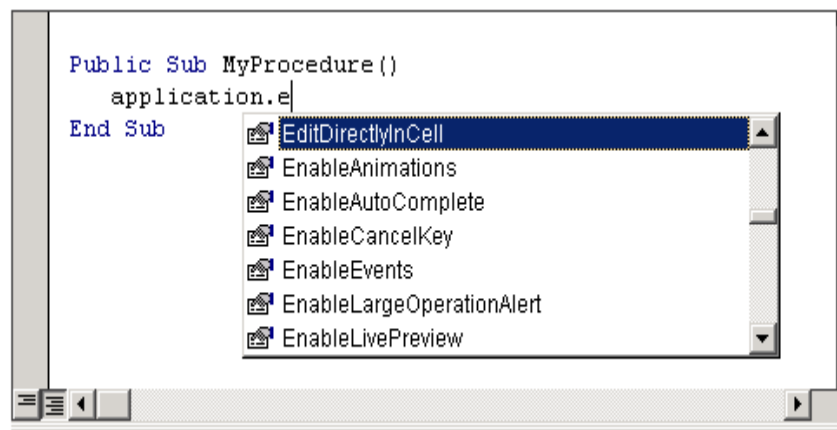 Public Sub MyProcedure()
application.e
End Sub
EditDirectlyInCell
EnableAnimations
EnableAutoComplete
EnableCancelKey
EnableEvents
EnableLargeOperationAlert
EnableLivePreview